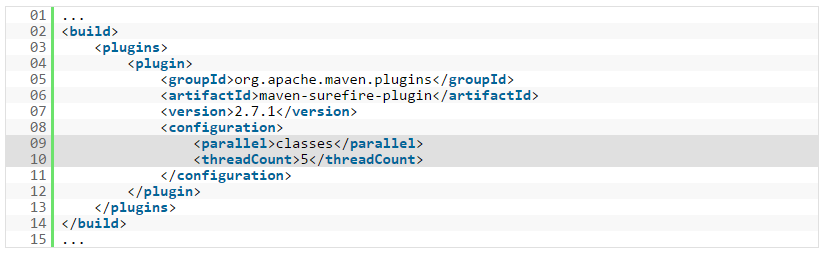 01 ...
02 <build>
03     <plugins>
04         <plugin>
05             <groupId>org.apache.maven.plugins</groupId>
06             <artifactId>maven-surefire-plugin</artifactId>
07             <version>2.7.1</version>
08             <configuration>
09                 <parallel>classes</parallel>
10                 <threadCount>5</threadCount>
11             </configuration>
12         </plugin>
13     </plugins>
14 </build>
15 ...